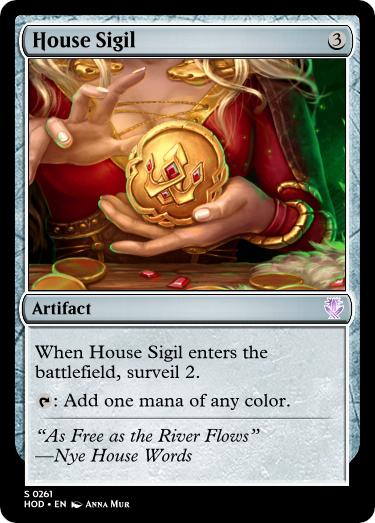 House Sigil
3
Artifact
When House Sigil enters the
battlefield, surveil 2.
: Add one mana of any color.
“As Free as the River Flows”
—Nye House Words
S 0261
HOD • EN Anna Mur